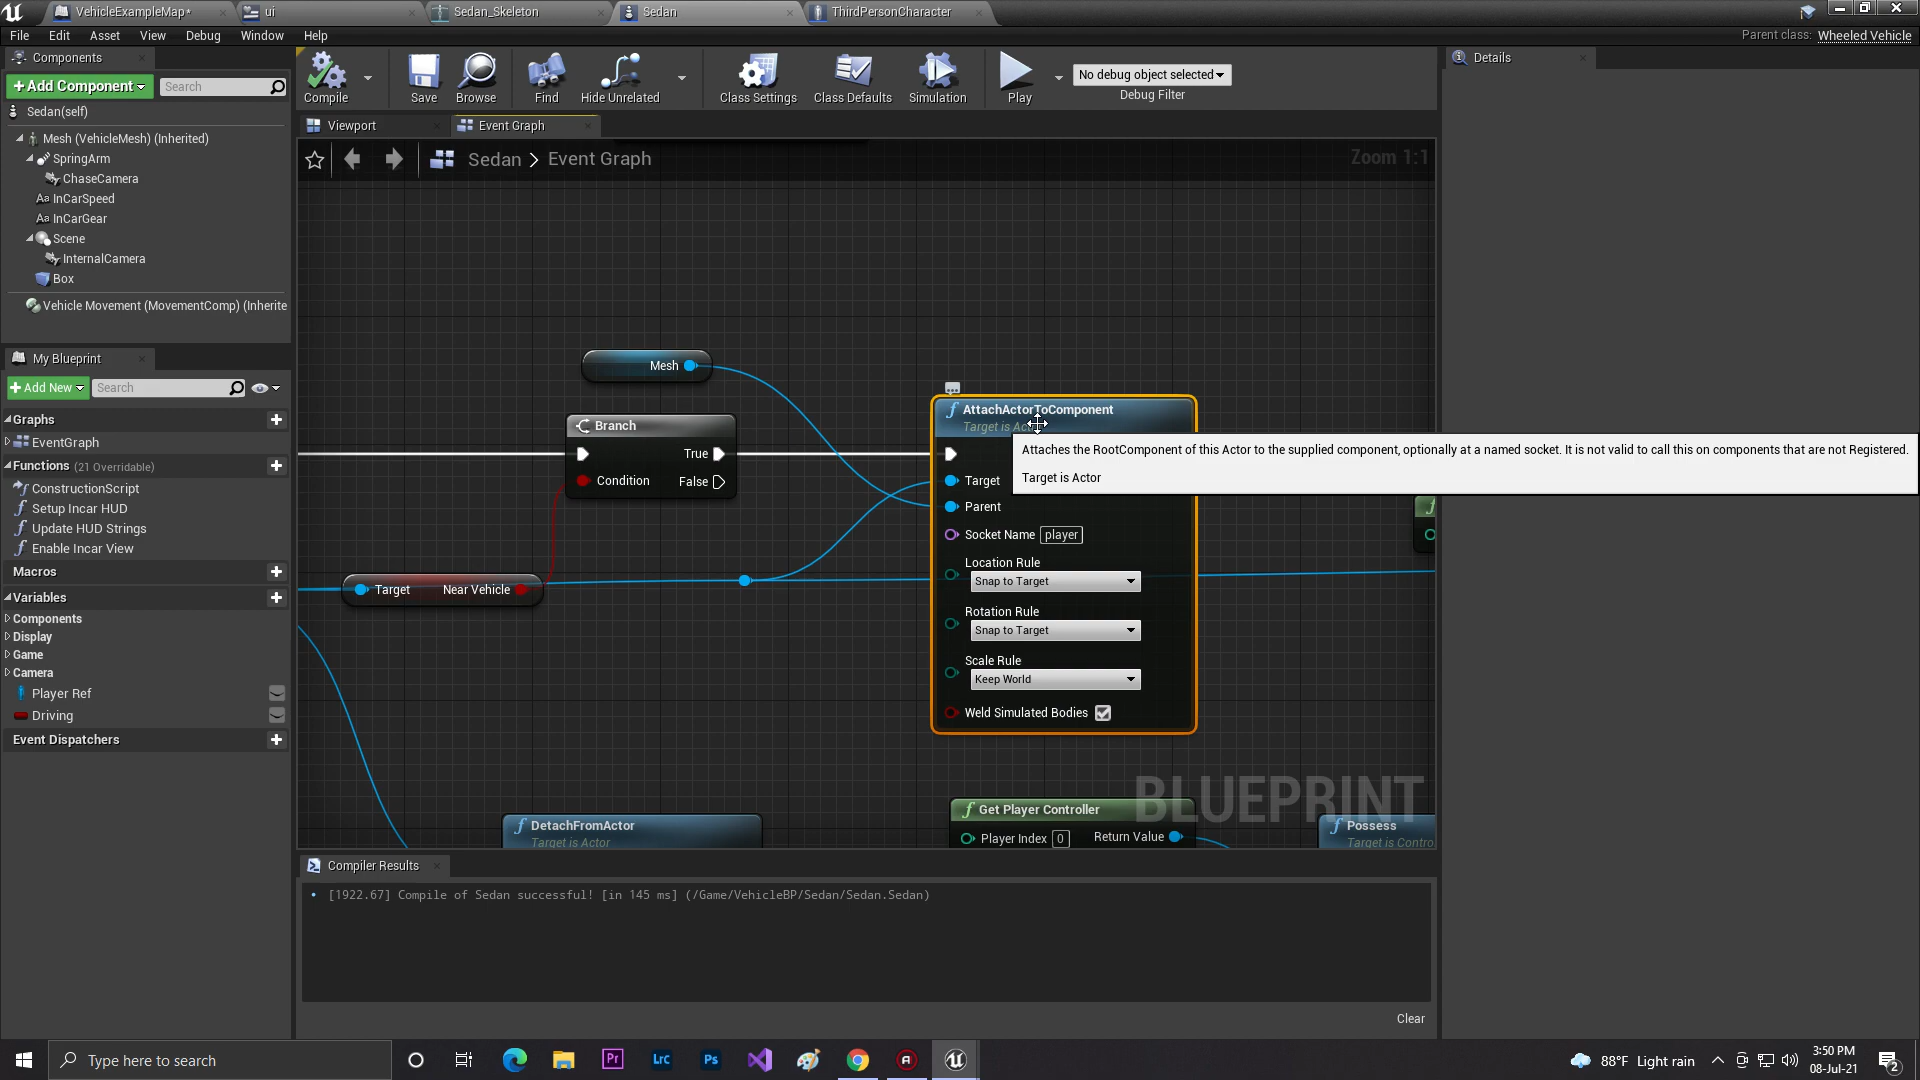 VehicleExampleMap*
ui
Sedan_Skeleton
Sedan
ThirdPersonCharacter
File Edit Asset View Debug Window Help
Parent class: Wheeled Vehicle
Components
+Add Component
Search
Sedan(self)
Mesh (VehicleMesh) (Inherited)
SpringArm
ChaseCamera
InCarSpeed
InCarGear
Scene
InternalCamera
Box
Vehicle Movement (MovementComp) (Inherite
My Blueprint
+Add New
Search
Graphs
EventGraph
Functions (21 Overridable)
ConstructionScript
Setup Incar HUD
Update HUD Strings
Enable Incar View
Macros
Variables
Components
Display
Game
Camera
Player Ref
Driving
Event Dispatchers
Compile
Save
Browse
Find
Hide Unrelated
Class Settings
Class Defaults
Simulation
Play
No debug object selected
Debug Filter
Details
Viewport
Event Graph
Sedan > Event Graph
Zoom 1:1
Mesh
Branch
True
Condition
False
Target
Near Vehicle
AttachActorToComponent
Target is Ac
Attaches the RootComponent of this Actor to the supplied component, optionally at a named socket. It is not valid to call this on components that are not Registered.
Target is Actor
Target
Parent
Socket Name player
Location Rule
Snap to Target
Rotation Rule
Snap to Target
Scale Rule
Keep World
Weld Simulated Bodies
DetachFromActor
Target is Actor
Get Player Controller
Player Index 0
Return Value
Possess
Target is Contro
BLUEPRINT
Compiler Results
[1922.67] Compile of Sedan successful! [in 145 ms] (/Game/VehicleBP/Sedan/Sedan.Sedan)
Clear
Type here to search
Pr
Lrc
Ps
88°F Light rain
3:50 PM
08-Jul-21
2